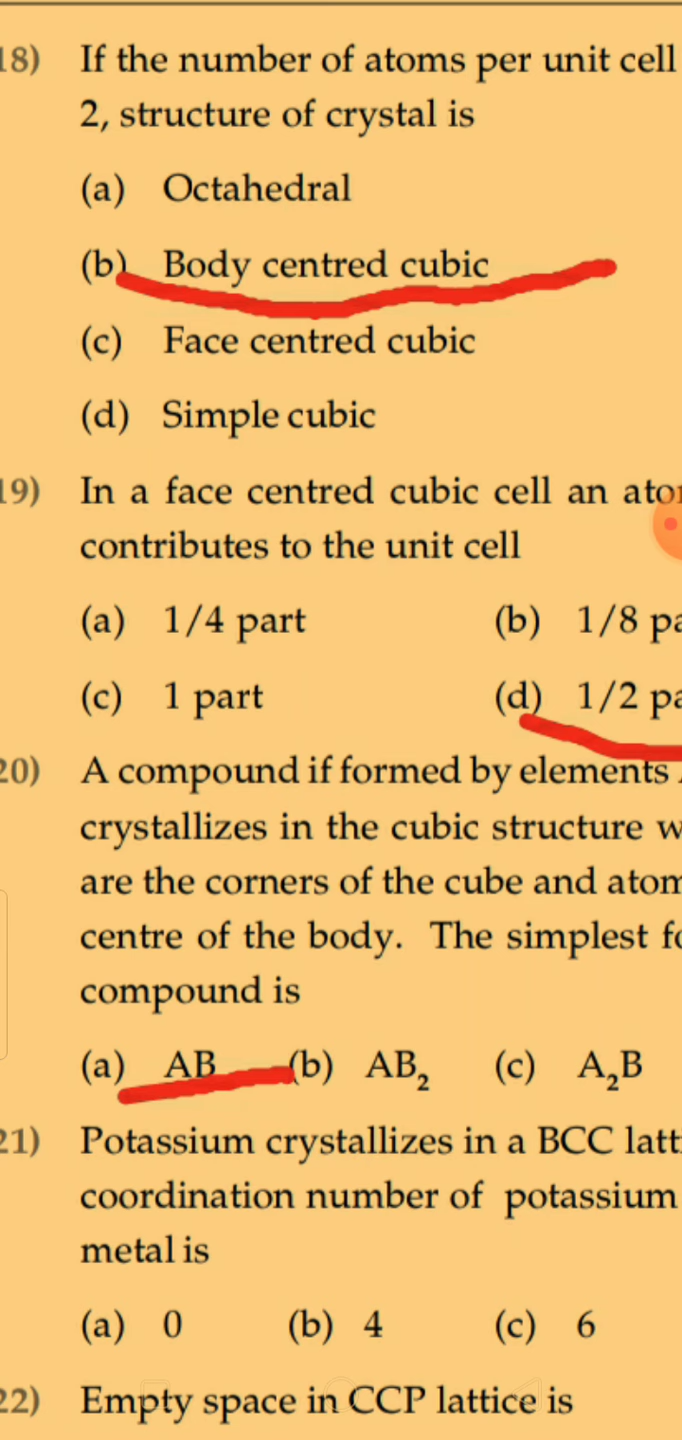 18) If the number of atoms per unit cell
2, structure of crystal is
(a) Octahedral
(b) Body centred cubic
(c) Face centred cubic
(d) Simple cubic
19) In a face centred cubic cell an
contributes to the unit cell
(a) 1/4 part (b) 1/8
(c) 1 part (d) 1/2
20) A compound if formed by elements
crystallizes in the cubic structure
are the corners of the cube and
centre of the body. The simplest
compound is
(a) AB (b) AB₂ (c) A₂B
21) Potassium crystallizes in a BCC
coordination number of potassium
metal is
(a) 0 (b) 4 (c) 6
22) Empty space in CCP lattice is